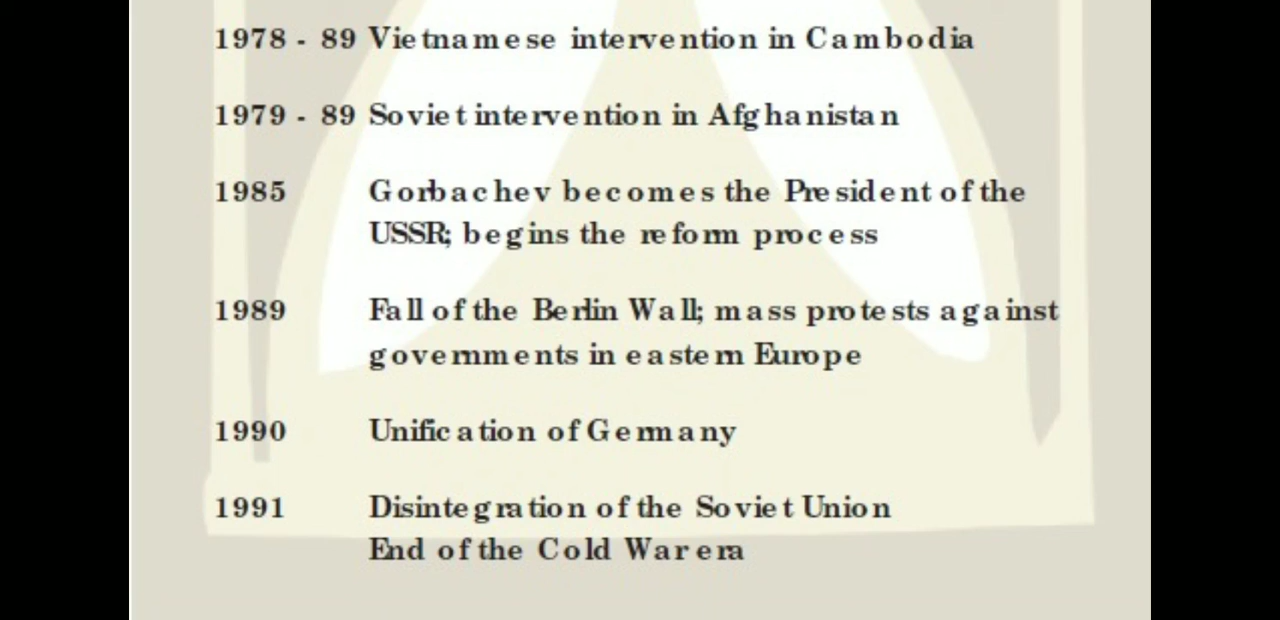 1978 - 89 Vietnamese intervention in Cambodia
1979 - 89 Soviet intervention in Afghanistan
1985 Gorbachev becomes the President of the
USSR; begins the reform process
1989 Fall of the Berlin Wall; mass protests against
governments in eastern Europe
1990 Unification of Germany
1991 Disintegration of the Soviet Union
End of the Cold War era